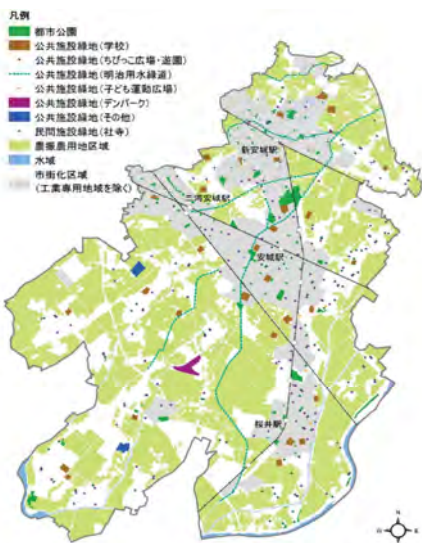 凡例
都市公園
公共施設緑地(学校)
公共施設緑地(ちびっこ広場・遊園)
公共施設緑地(明治用水緑道)
公共施設緑地(子ども運動広場)
公共施設緑地(デンパーク)
公共施設緑地(その他)
民間施設緑地(社寺)
農振農用地区域
水域
市街化区域
(工業専用地域を除く)
新安城駅
三河安城駅
安城駅
桜井駅
N
W
E
S